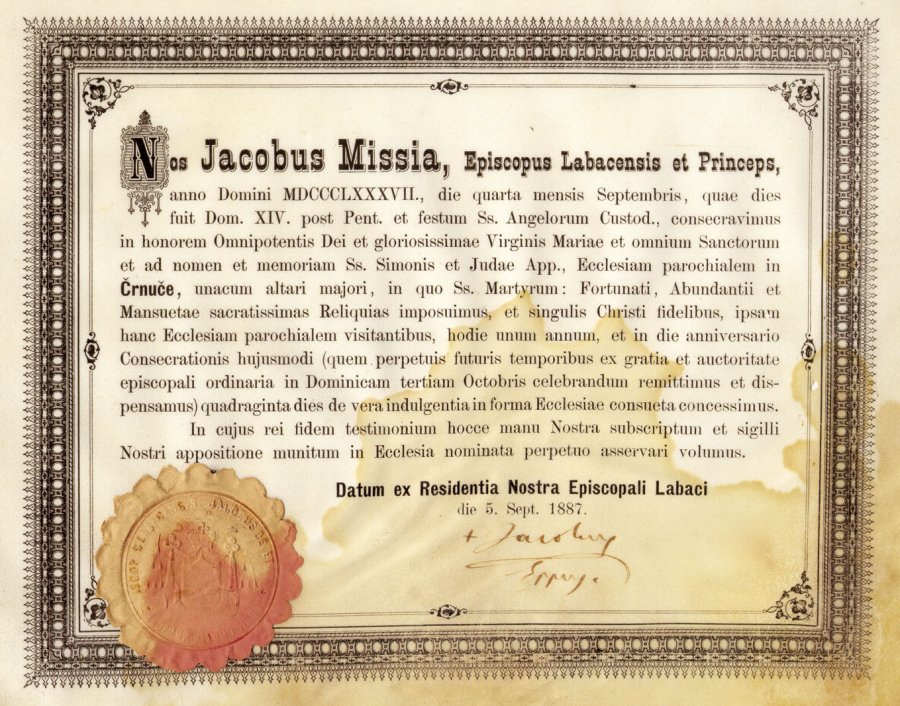 Nos Jacobus Missia, Episcopus Labacensis et Princeps,
anno Domini MDCCCLXXXVII., die quarta mensis Septembris, quae dies
fuit Dom. XIV. post Pent. et festum Ss. Angelorum Custod., consecravimus
in honorem Omnipotentis Dei et gloriosissimae Virginis Mariae et omnium Sanctorum
et ad nomen et memoriam Ss. Simonis et Judae App., Ecclesiam parochialem in
Črnuče, unacum altari majori, in quo Ss. Martyrum: Fortunati, Abundantii et
Mansuetae sacratissimas Reliquias imposuimus, et singulis Christi fidelibus, ipsam
hanc Ecclesiam parochialem visitantibus, hodie unum annum, et in die anniversario
Consecrationis hujusmodi (quem perpetuis futuris temporibus ex gratia et auctoritate
episcopali ordinaria in Dominicam tertiam Octobris celebrandum remittimus et dis-
pensamus) quadraginta dies de vera indulgentia in forma Ecclesiae consueta concessimus.
In cujus rei fidem testimonium hocce manu Nostra subscriptum et sigilli
Nostri appositione munitum in Ecclesia nominata perpetuo asservari volumus.
Datum ex Residentia Nostra Episcopali Labaci
die 5. Sept. 1887.
+ Jacobus